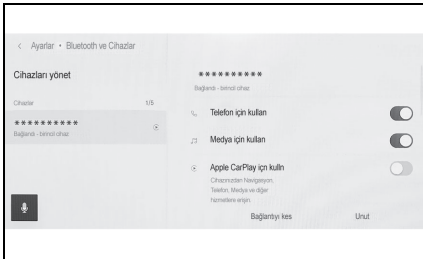 < Ayarlar • Bluetooth ve Cihazlar
Cihazları yönet
Cihazlar 1/5
**********
Bağlandı - birincil cihaz
**********
Bağlandı - birincil cihaz
Telefon için kullan
Medya için kullan
Apple CarPlay içn kulln
Cihazınızdan Navigasyon,
Telefon, Medya ve diğer
hizmetlere erişin.
Bağlantıyı kes Unut